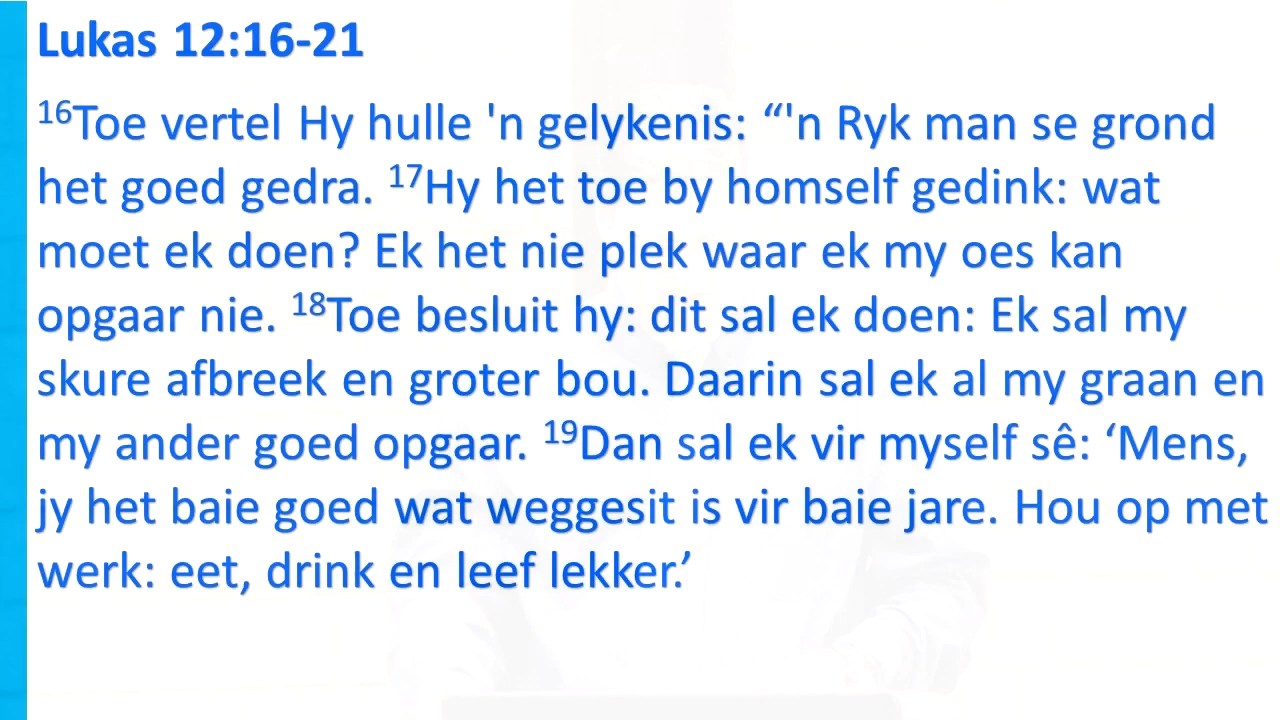 Lukas 12:16-21
¹⁶Toe vertel Hy hulle 'n gelykenis: “'n Ryk man se grond
het goed gedra. ¹⁷Hy het toe by homself gedink: wat
moet ek doen? Ek het nie plek waar ek my oes kan
opgaar nie. ¹⁸Toe besluit hy: dit sal ek doen: Ek sal my
skure afbreek en groter bou. Daarin sal ek al my graan en
my ander goed opgaar. ¹⁹Dan sal ek vir myself sê: ‘Mens,
jy het baie goed wat weggesit is vir baie jare. Hou op met
werk: eet, drink en leef lekker.’